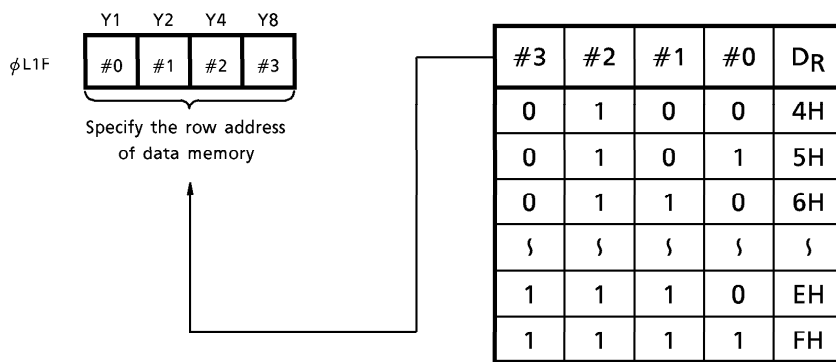 Y1 Y2 Y4 Y8
φL1F #0 #1 #2 #3
Specify the row address
of data memory
#3 #2 #1 #0 DR
0 1 0 0 4H
0 1 0 1 5H
0 1 1 0 6H
⌇ ⌇ ⌇ ⌇ ⌇
1 1 1 0 EH
1 1 1 1 FH